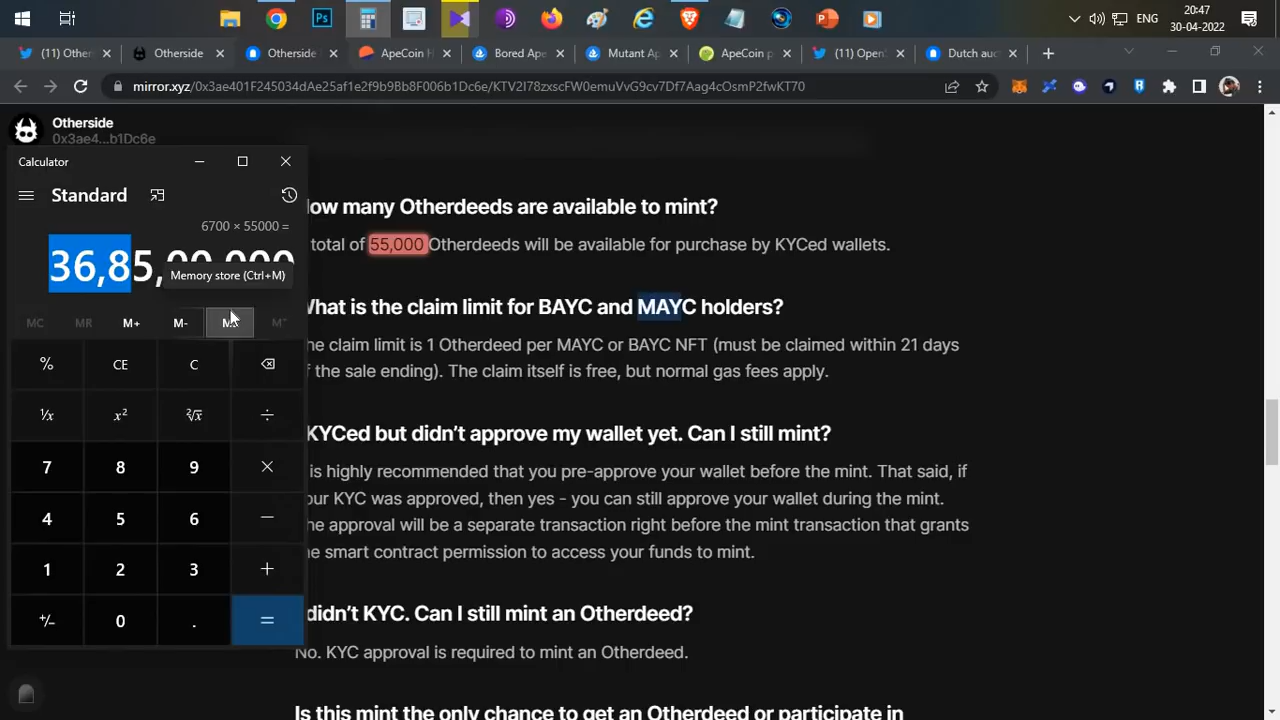 20:47
ENG
30-04-2022
(11) Other
Otherside
Otherside
ApeCoin H
Bored Ape
Mutant Ap
ApeCoin p
(11) Open
Dutch auc
mirror.xyz/0x3ae401F245034dAe25af1e2f9b9Bb8F006b1Dc6e/KTV2I78zxscFW0emuVvG9cv7Df7Aag4cOsmP2fwKT70
Otherside
0x3ae4...b1Dc6e
Calculator
Standard
6700 × 55000 =
36,85,00,000
Memory store (Ctrl+M)
MC MR M+ M-
% CE C
¹/x x² ²√x ÷
7 8 9 ×
4 5 6 −
1 2 3 +
+/- 0 . =
ow many Otherdeeds are available to mint?
total of 55,000 Otherdeeds will be available for purchase by KYCed wallets.
hat is the claim limit for BAYC and MAYC holders?
he claim limit is 1 Otherdeed per MAYC or BAYC NFT (must be claimed within 21 days
f the sale ending). The claim itself is free, but normal gas fees apply.
KYCed but didn't approve my wallet yet. Can I still mint?
is highly recommended that you pre-approve your wallet before the mint. That said, if
our KYC was approved, then yes - you can still approve your wallet during the mint.
he approval will be a separate transaction right before the mint transaction that grants
he smart contract permission to access your funds to mint.
didn't KYC. Can I still mint an Otherdeed?
No. KYC approval is required to mint an Otherdeed.
Is this mint the only chance to get an Otherdeed or participate in